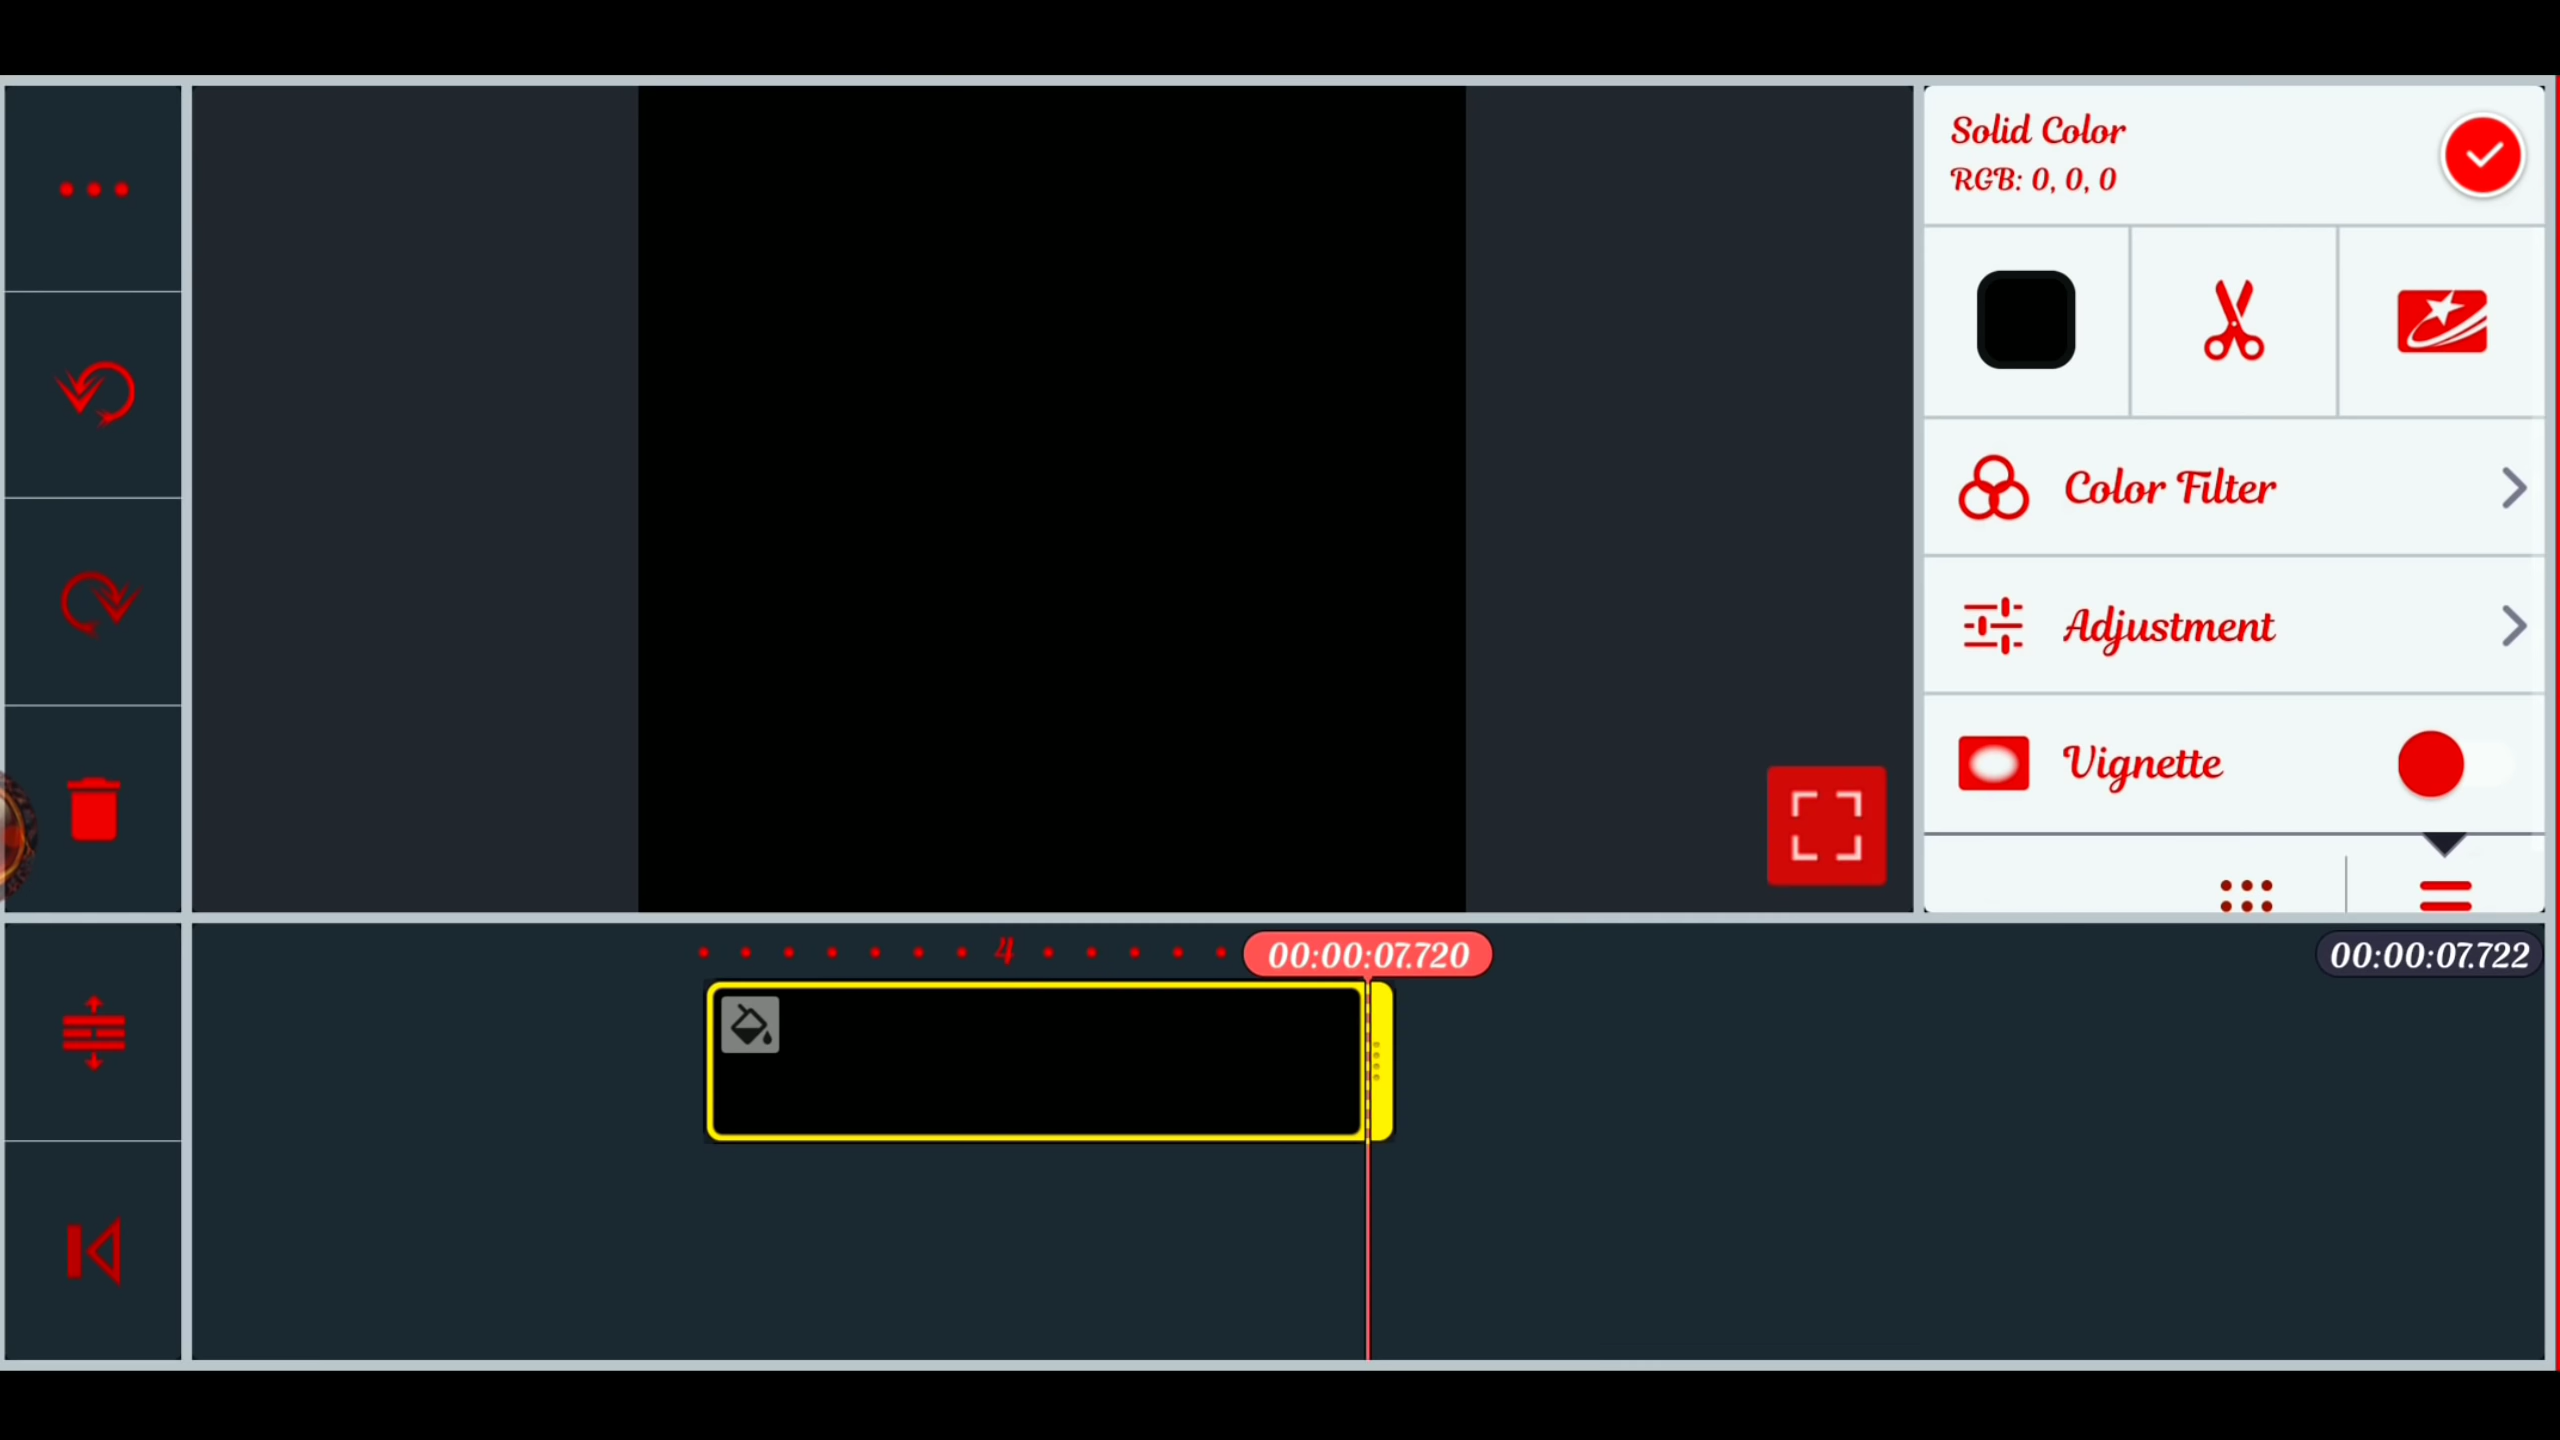 Solid Color
RGB: 0, 0, 0
Color Filter
Adjustment
Vignette
4
00:00:07.720
00:00:07.722